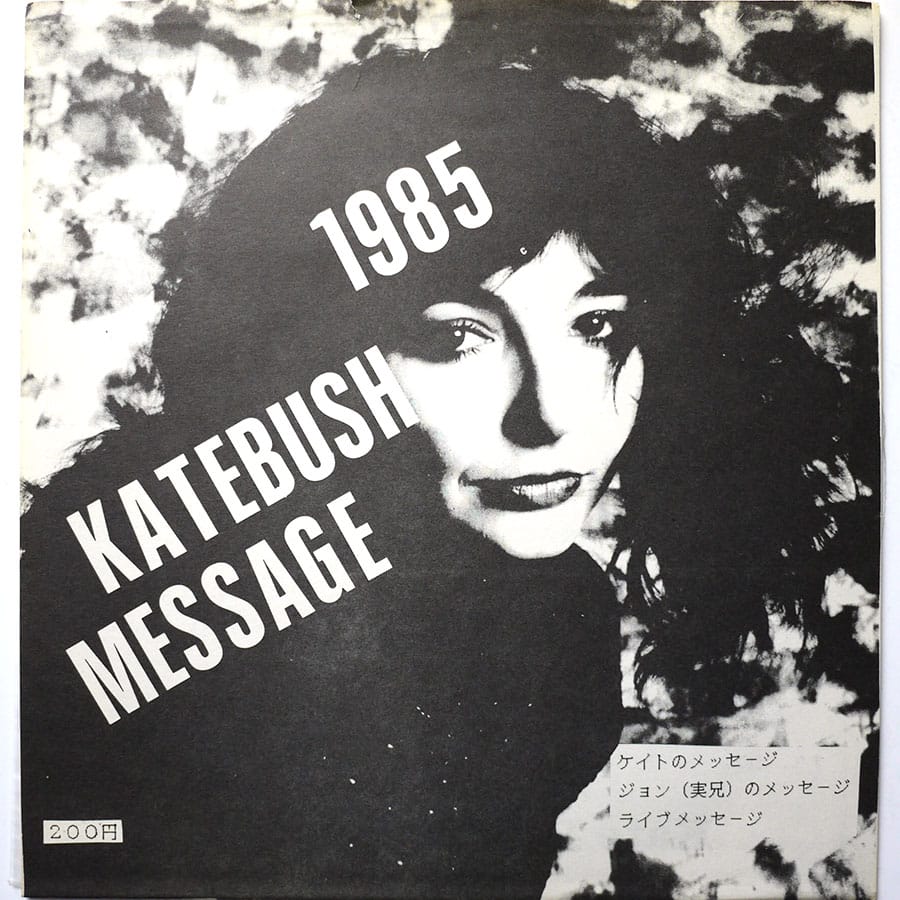 1985
KATEBUSH
MESSAGE
ケイトのメッセージ
ジョン（実兄）のメッセージ
ライブメッセージ
200円